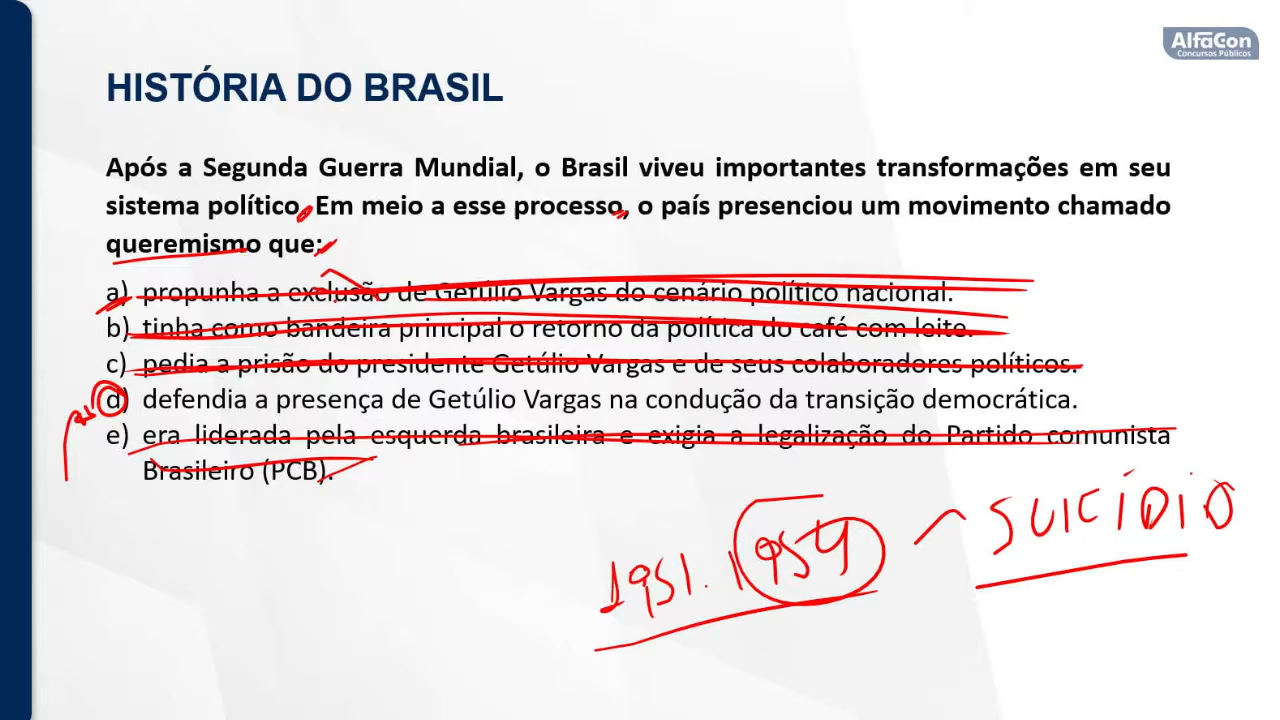 AlfaCon
Concursos Públicos
HISTÓRIA DO BRASIL
Após a Segunda Guerra Mundial, o Brasil viveu importantes transformações em seu
sistema político. Em meio a esse processo, o país presenciou um movimento chamado
queremismo que:
a) propunha a exclusão de Getúlio Vargas do cenário político nacional.
b) tinha como bandeira principal o retorno da política do café com leite.
c) pedia a prisão do presidente Getúlio Vargas e de seus colaboradores políticos.
d) defendia a presença de Getúlio Vargas na condução da transição democrática.
e) era liderada pela esquerda brasileira e exigia a legalização do Partido comunista
Brasileiro (PCB).
1951. 1954 SUICÍDIO